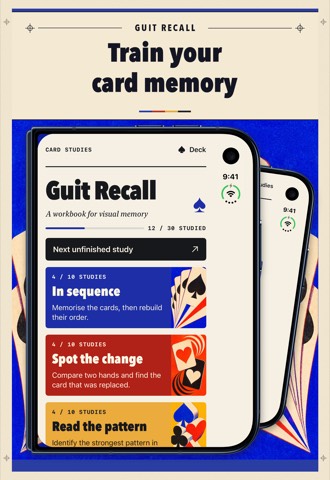 GUIT RECALL
Train your
card memory
CARD STUDIES
Deck
9:41
Guit Recall
A workbook for visual memory
12 / 30 STUDIED
Next unfinished study
4 / 10 STUDIES
In sequence
Memorise the cards, then rebuild
their order.
4 / 10 STUDIES
Spot the change
Compare two hands and find the
card that was replaced.
4 / 10 STUDIES
Read the pattern
Identify the strongest pattern in
9:41